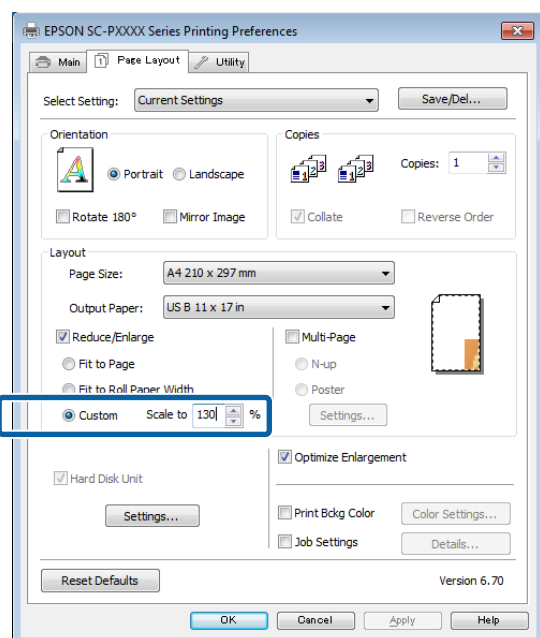 EPSON SC-PXXXX Series Printing Preferences
Main Page Layout Utility
Select Setting: Current Settings Save/Del...
Orientation Copies
Portrait Landscape Copies: 1
Rotate 180° Mirror Image Collate Reverse Order
Layout
Page Size: A4 210 x 297 mm
Output Paper: US B 11 x 17 in
Reduce/Enlarge Multi-Page
Fit to Page N-up
Fit to Roll Paper Width Poster
Custom Scale to 130 % Settings...
Optimize Enlargement
Hard Disk Unit
Settings... Print Bckg Color Color Settings...
Job Settings Details...
Reset Defaults Version 6.70
OK Cancel Apply Help